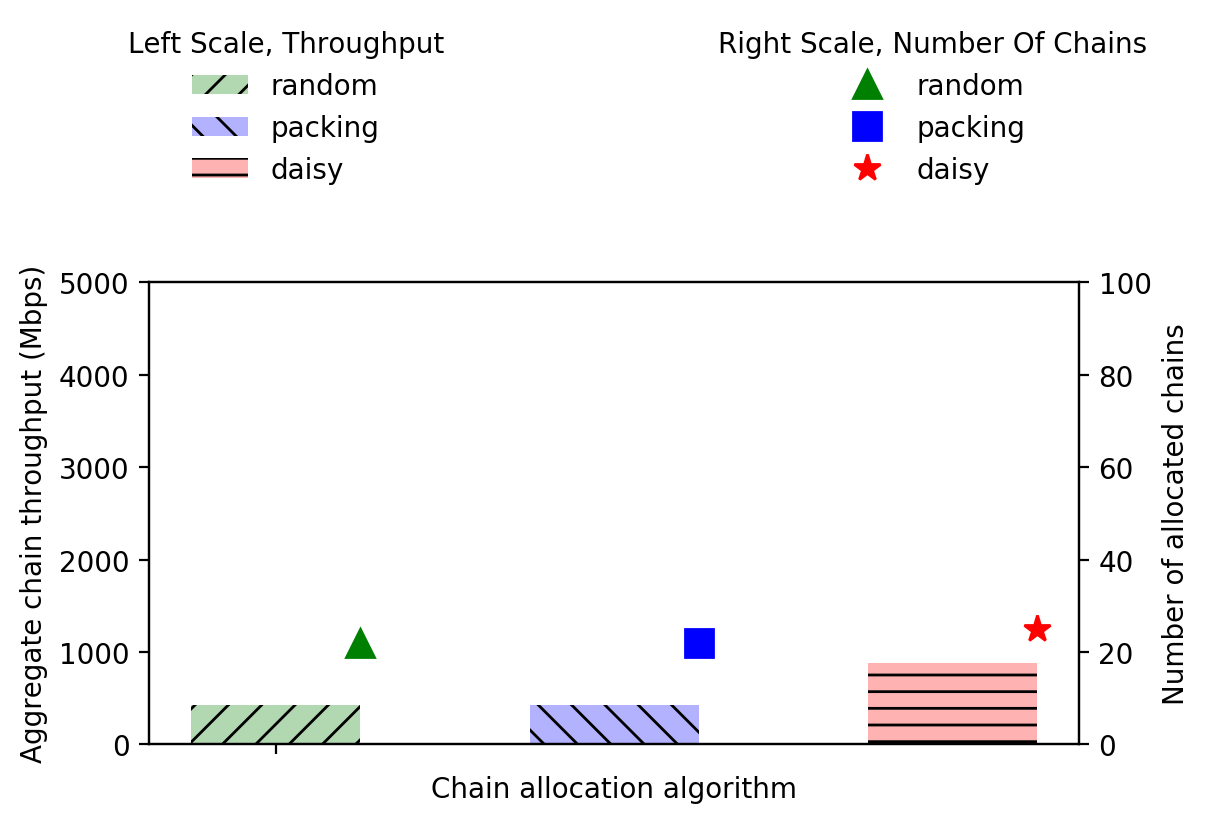 Left Scale, Throughput
random
packing
daisy
Right Scale, Number Of Chains
random
packing
daisy
Aggregate chain throughput (Mbps)
5000
4000
3000
2000
1000
0
100
80
60
40
20
0
Number of allocated chains
Chain allocation algorithm